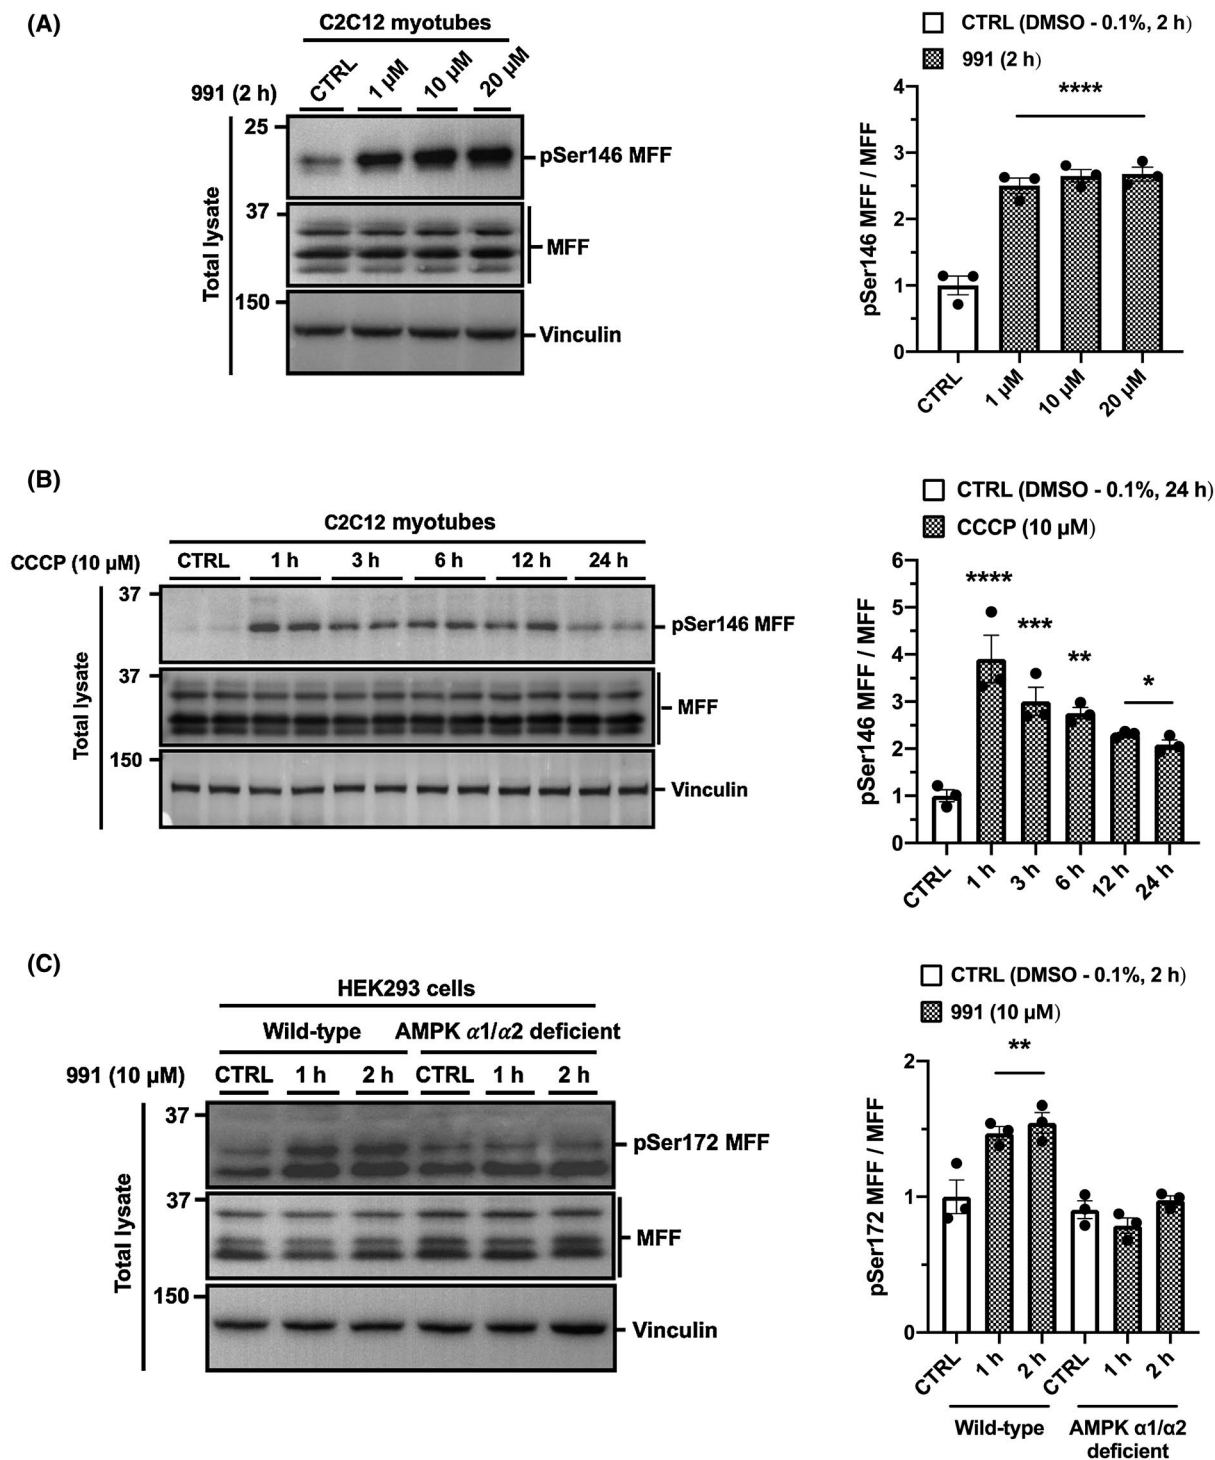 (A)
C2C12 myotubes
991 (2 h)
CTRL
1 µM
10 µM
20 µM
Total lysate
25
pSer146 MFF
37
MFF
150
Vinculin
CTRL (DMSO - 0.1%, 2 h)
991 (2 h)
****
pSer146 MFF / MFF
4
3
2
1
0
CTRL
1 µM
10 µM
20 µM
(B)
C2C12 myotubes
CCCP (10 µM) CTRL 1 h 3 h 6 h 12 h 24 h
Total lysate
37
pSer146 MFF
37
MFF
150
Vinculin
CTRL (DMSO - 0.1%, 24 h)
CCCP (10 µM)
****
***
**
*
pSer146 MFF / MFF
6
5
4
3
2
1
0
CTRL
1 h
3 h
6 h
12 h
24 h
(C)
HEK293 cells
Wild-type AMPK α1/α2 deficient
991 (10 µM) CTRL 1 h 2 h CTRL 1 h 2 h
Total lysate
37
pSer172 MFF
37
MFF
150
Vinculin
CTRL (DMSO - 0.1%, 2 h)
991 (10 µM)
**
pSer172 MFF / MFF
2
1
0
CTRL
1 h
2 h
CTRL
1 h
2 h
Wild-type
AMPK α1/α2
deficient